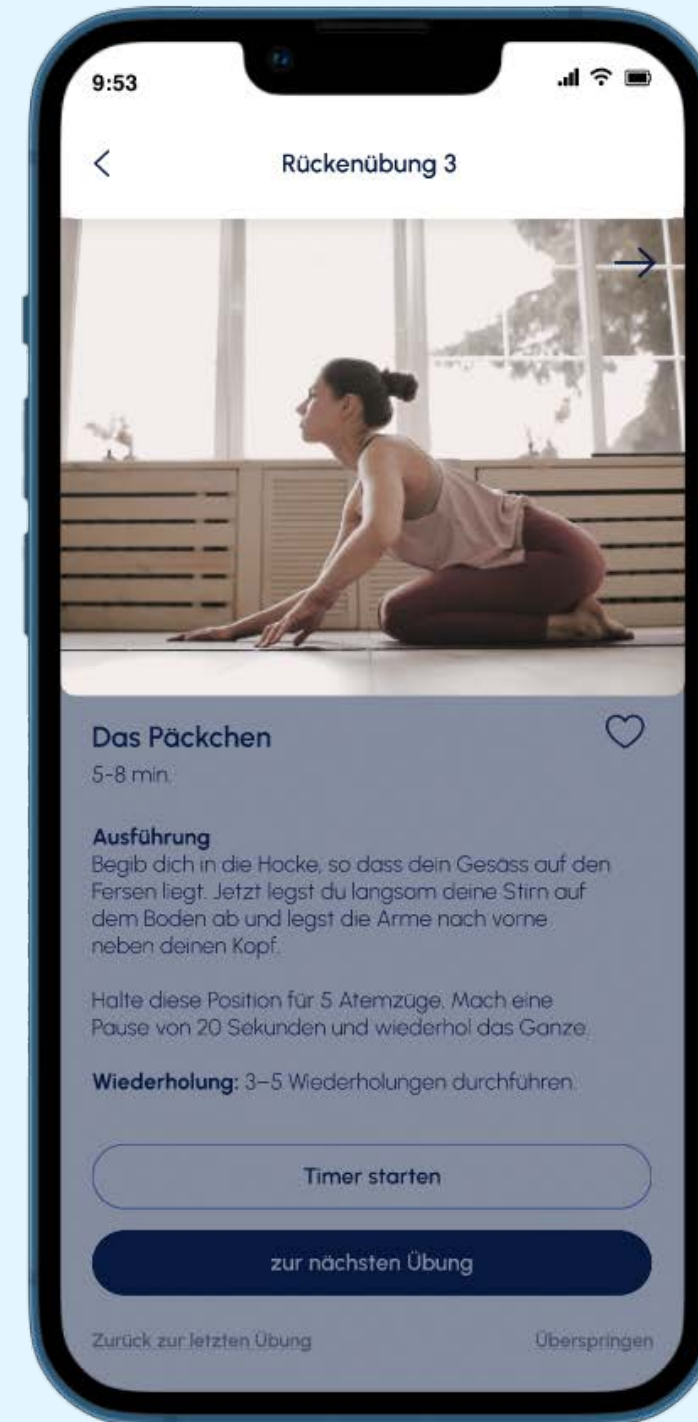 9:53
Rückenübung 3
Das Päckchen
5-8 min.
Ausführung
Begib dich in die Hocke, so dass dein Gesäss auf den
Fersen liegt. Jetzt legst du langsam deine Stirn auf
dem Boden ab und legst die Arme nach vorne
neben deinen Kopf.
Halte diese Position für 5 Atemzüge. Mach eine
Pause von 20 Sekunden und wiederhol das Ganze.
Wiederholung: 3–5 Wiederholungen durchführen.
Timer starten
zur nächsten Übung
Zurück zur letzten Übung
Überspringen